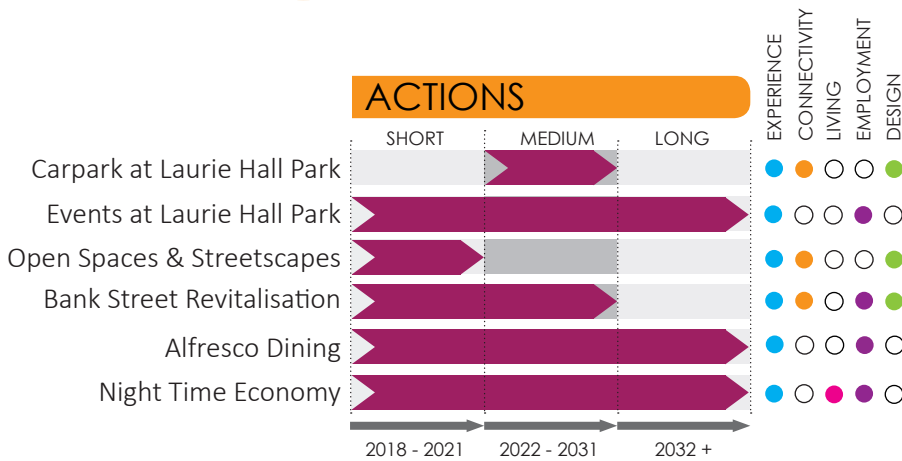 ACTIONS
EXPERIENCE
CONNECTIVITY
LIVING
EMPLOYMENT
DESIGN
SHORT MEDIUM LONG
Carpark at Laurie Hall Park
Events at Laurie Hall Park
Open Spaces & Streetscapes
Bank Street Revitalisation
Alfresco Dining
Night Time Economy
2018 - 2021 2022 - 2031 2032 +